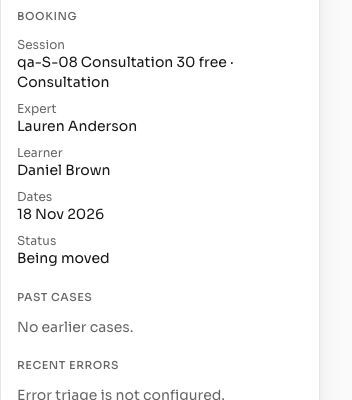 BOOKING
Session
qa-S-08 Consultation 30 free ·
Consultation
Expert
Lauren Anderson
Learner
Daniel Brown
Dates
18 Nov 2026
Status
Being moved
PAST CASES
No earlier cases.
RECENT ERRORS
Error triage is not configured.